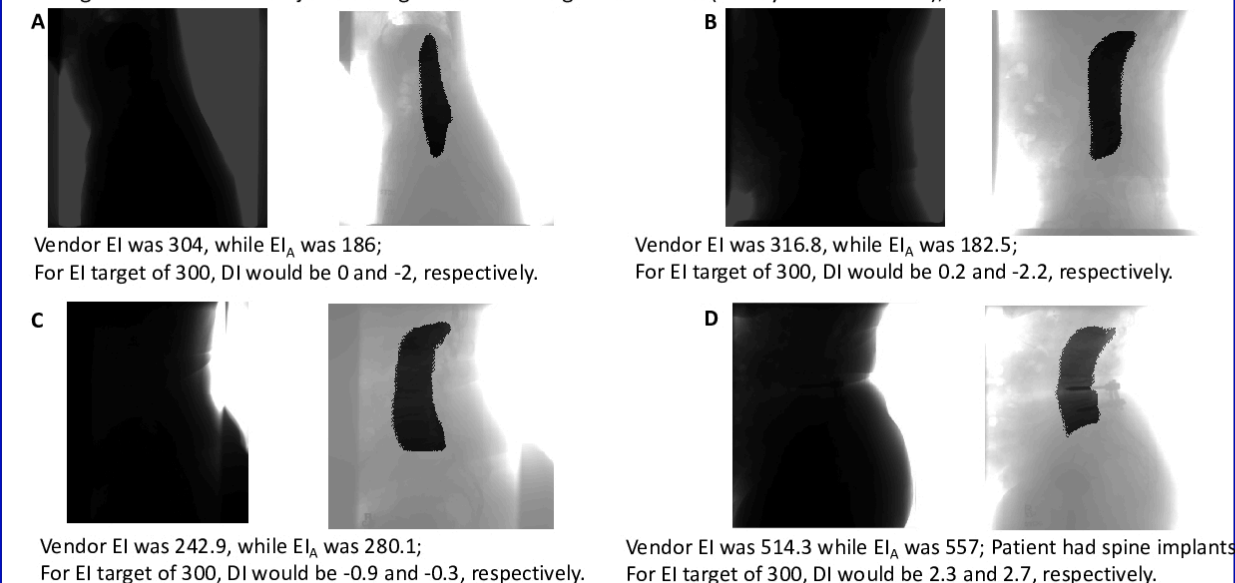 A
B
Vendor EI was 304, while EIA was 186;
For EI target of 300, DI would be 0 and -2, respectively.
Vendor EI was 316.8, while EIA was 182.5;
For EI target of 300, DI would be 0.2 and -2.2, respectively.
C
D
Vendor EI was 242.9, while EIA was 280.1;
For EI target of 300, DI would be -0.9 and -0.3, respectively.
Vendor EI was 514.3 while EIA was 557; Patient had spine implants
For EI target of 300, DI would be 2.3 and 2.7, respectively.